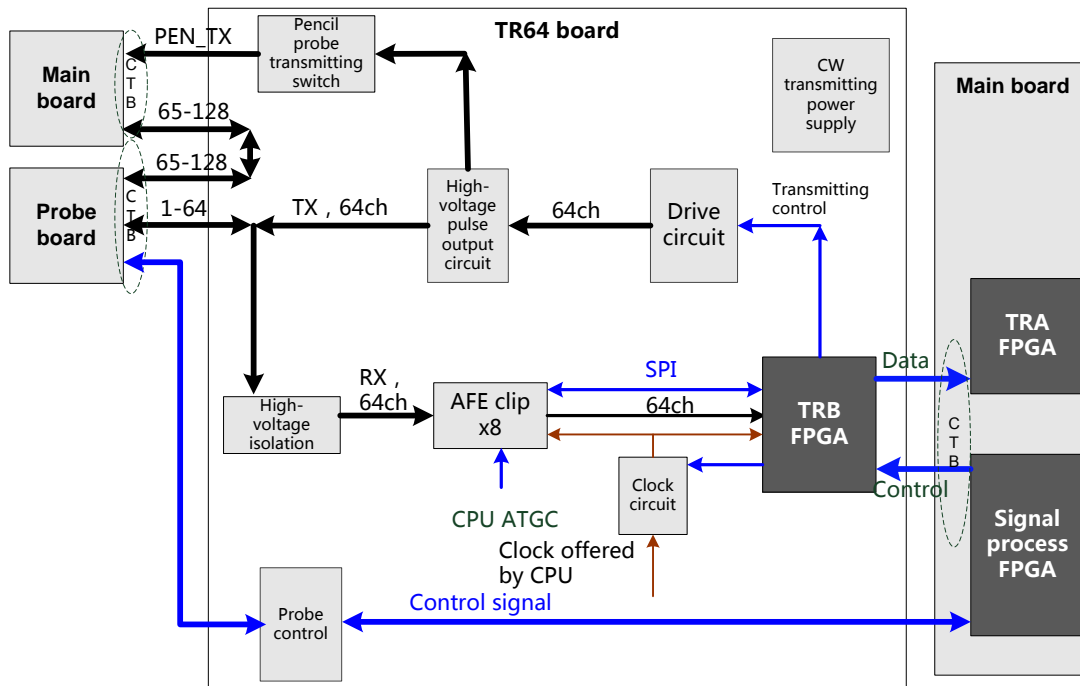 TR64 board
PEN_TX
Pencil
probe
transmitting
switch
CW
transmitting
power
supply
Main
board
C
T
B
65-128
Main board
65-128
Probe
board
C
T
B
1-64
TX , 64ch
High-
voltage
pulse
output
circuit
64ch
Drive
circuit
Transmitting
control
TRA
FPGA
Data
RX ,
64ch
High-
voltage
isolation
AFE clip
x8
SPI
64ch
TRB
FPGA
C
T
B
Control
Clock
circuit
CPU ATGC
Clock offered
by CPU
Signal
process
FPGA
Control signal
Probe
control